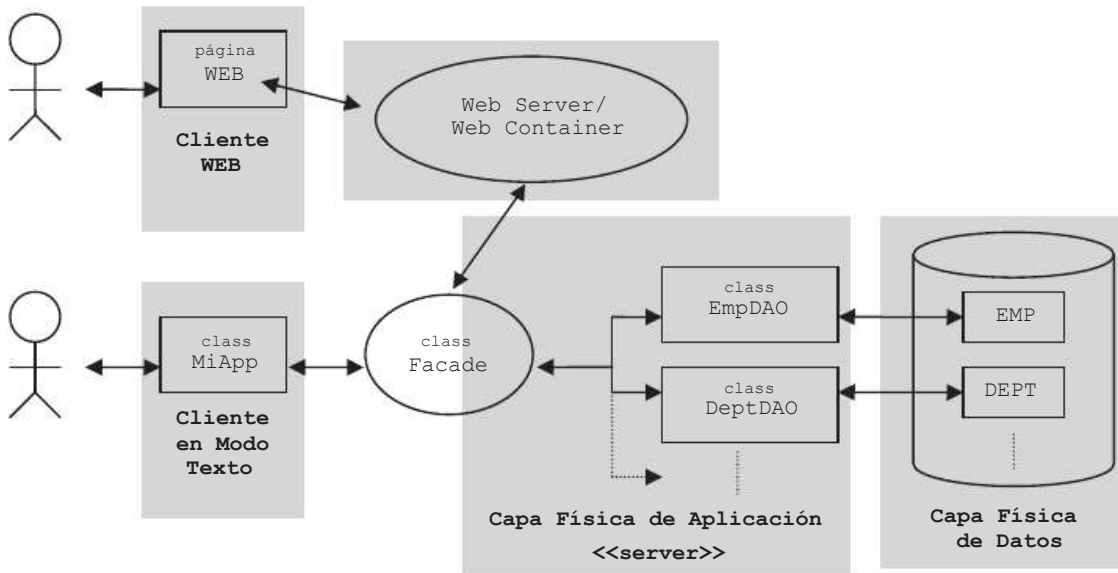 página
WEB
Cliente
WEB
Web Server/
Web Container
class
MiApp
Cliente
en Modo
Texto
class
Facade
class
EmpDAO
class
DeptDAO
Capa Física de Aplicación
<<server>>
EMP
DEPT
Capa Física
de Datos